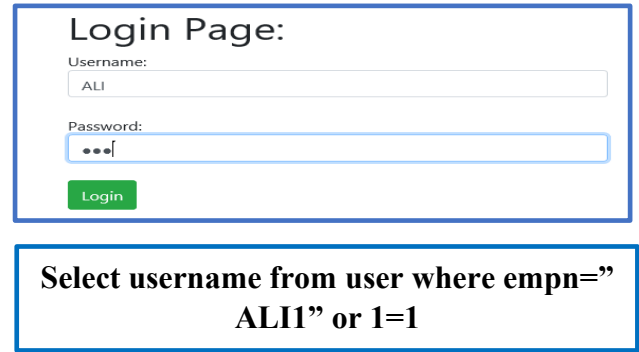 Login Page:
Username:
ALI
Password:
•••
Login
Select username from user where empn=”
ALI1” or 1=1